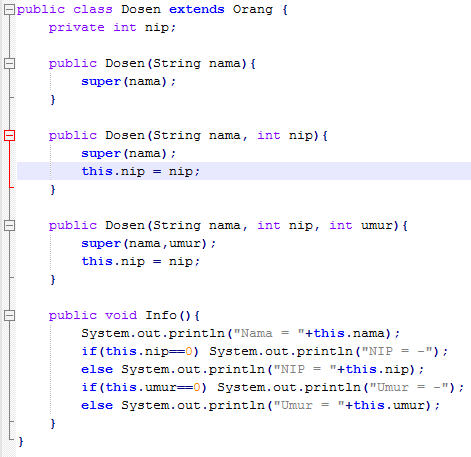 public class Dosen extends Orang {
    private int nip;

    public Dosen(String nama){
        super(nama);
    }

    public Dosen(String nama, int nip){
        super(nama);
        this.nip = nip;
    }

    public Dosen(String nama, int nip, int umur){
        super(nama,umur);
        this.nip = nip;
    }

    public void Info(){
        System.out.println("Nama = "+this.nama);
        if(this.nip==0) System.out.println("NIP = -");
        else System.out.println("NIP = "+this.nip);
        if(this.umur==0) System.out.println("Umur = -");
        else System.out.println("Umur = "+this.umur);
    }
}